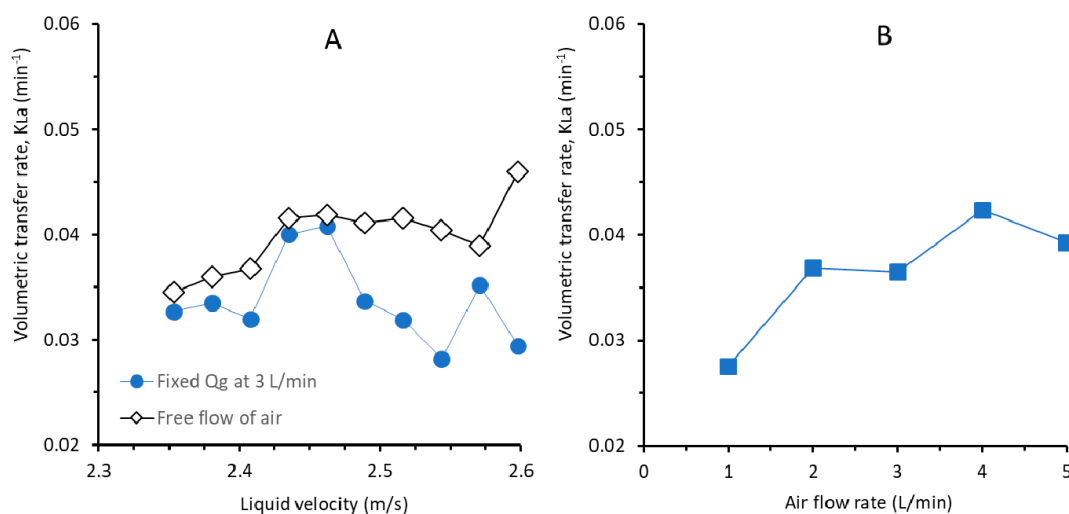 A
Volumetric transfer rate, KLa (min⁻¹)
0.06
0.05
0.04
0.03
0.02
Fixed Qg at 3 L/min
Free flow of air
2.3 2.4 2.5 2.6
Liquid velocity (m/s)
B
Volumetric transfer rate, KLa (min⁻¹)
0.06
0.05
0.04
0.03
0.02
0 1 2 3 4 5
Air flow rate (L/min)